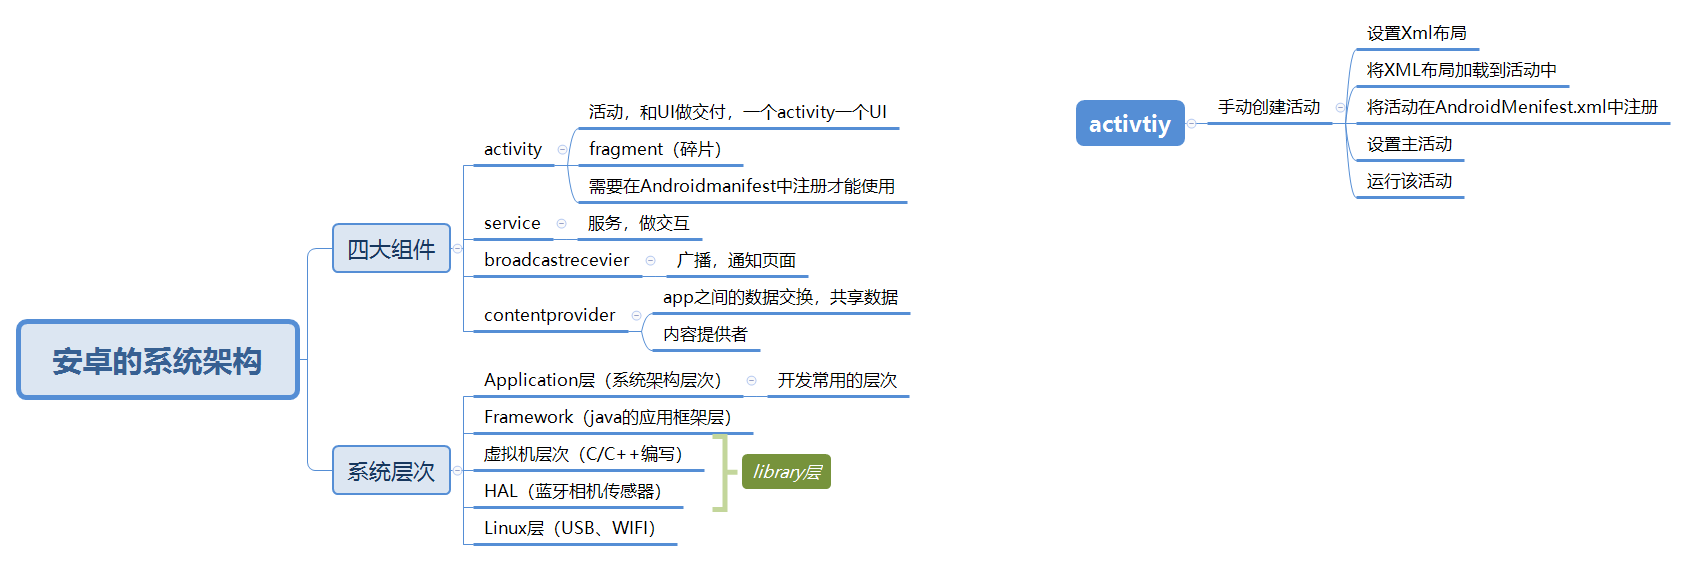 安卓的系统架构
四大组件
activity
活动，和UI做交付，一个activity一个UI
fragment（碎片）
需要在Androidmanifest中注册才能使用
service
服务，做交互
broadcastrecevier
广播，通知页面
contentprovider
app之间的数据交换，共享数据
内容提供者
系统层次
Application层（系统架构层次）
开发常用的层次
Framework（java的应用框架层）
虚拟机层次（C/C++编写）
HAL（蓝牙相机传感器）
library层
Linux层（USB、WIFI）
activtiy
手动创建活动
设置Xml布局
将XML布局加载到活动中
将活动在AndroidMenifest.xml中注册
设置主活动
运行该活动